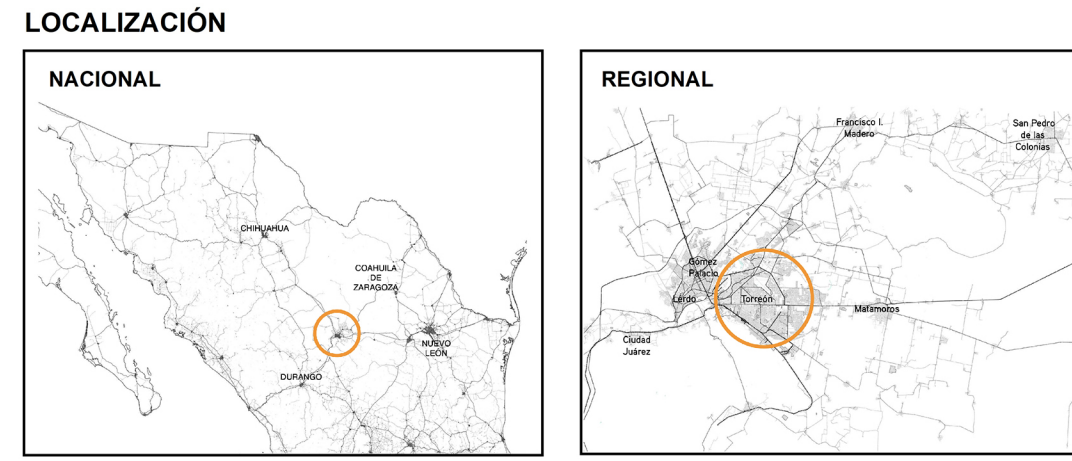 LOCALIZACIÓN
NACIONAL
CHIHUAHUA
COAHUILA
DE
ZARAGOZA
NUEVO
LEÓN
DURANGO
REGIONAL
Francisco I.
Madero
San Pedro
de las
Colonias
Gómez
Palacio
Lerdo
Torreón
Matamoros
Ciudad
Juárez